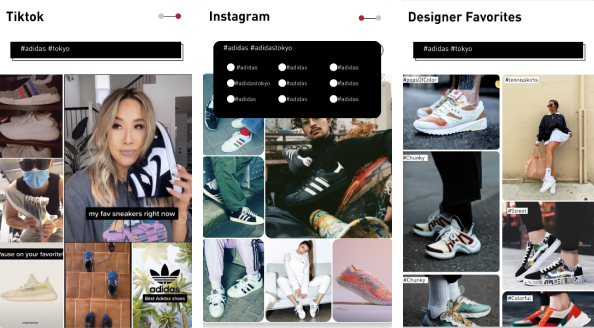 Tiktok
#adidas #tokyo
my fav sneakers right now
Pause on your favorite!
adidas
Best Adidas shoes
Instagram
#adidas #adidastokyo
#adidas
#adidas
#adidas
#adidastokyo
#adidas
#adidas
#adidas
#adidas
#adidas
Designer Favorites
#adidas #tokyo
#popsOfColor
#tennisskirts
#Chunky
#Street
#Chunky
#Colorful